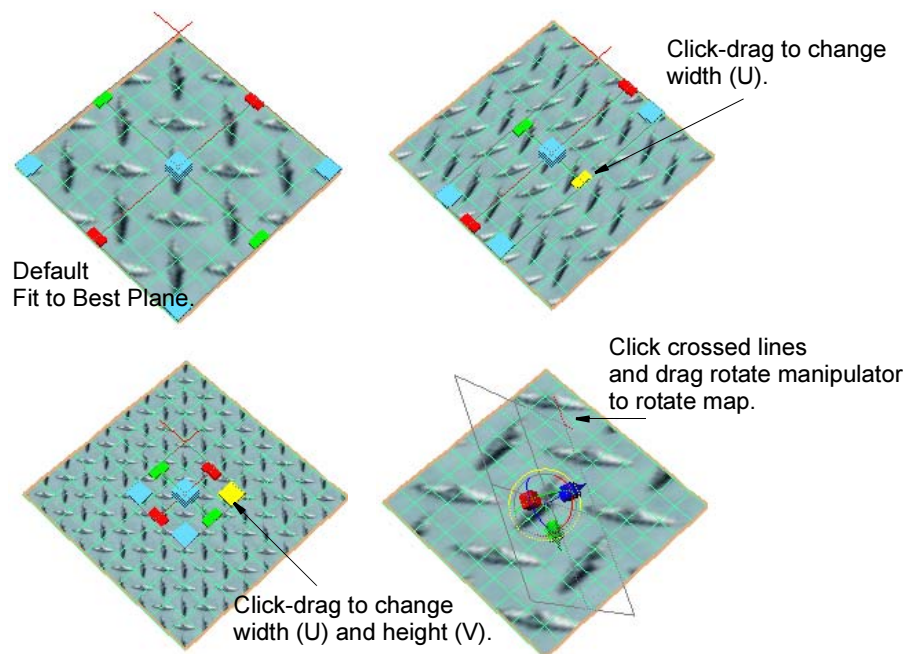 Click-drag to change
width (U).
Default
Fit to Best Plane.
Click crossed lines
and drag rotate manipulator
to rotate map.
Click-drag to change
width (U) and height (V).